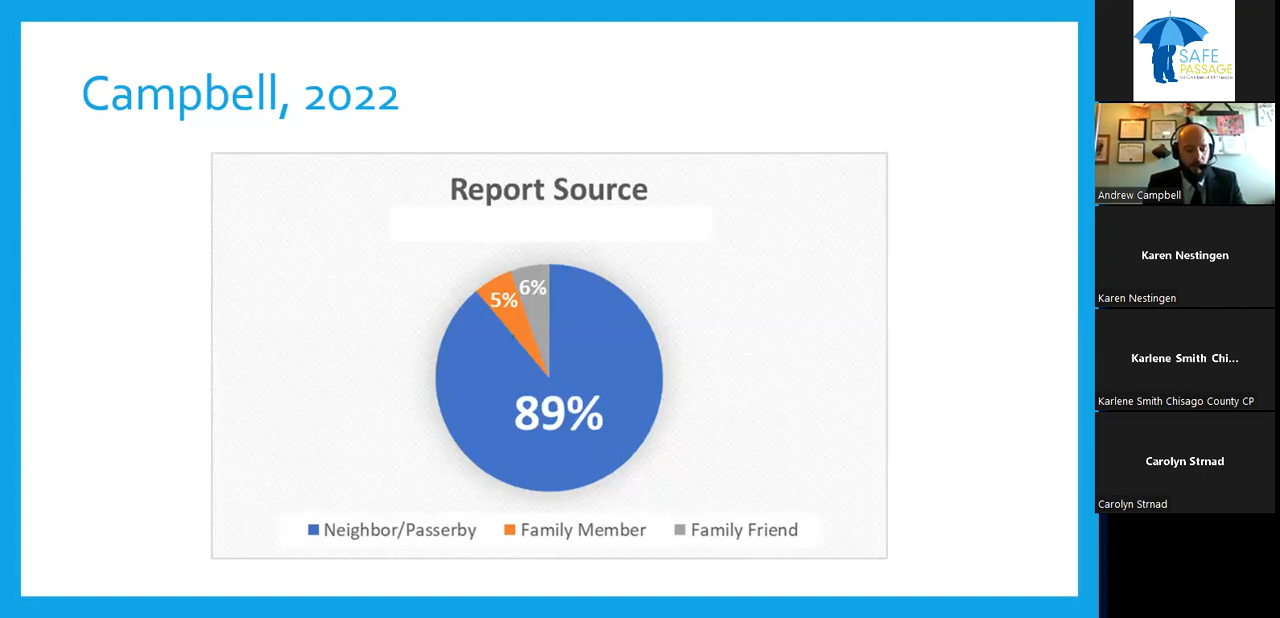 Campbell, 2022
Report Source
5%
6%
89%
Neighbor/Passerby
Family Member
Family Friend
SAFE
PASSAGE
Andrew Campbell
Karen Nestingen
Karen Nestingen
Karlene Smith Chi...
Karlene Smith Chisago County CP
Carolyn Strnad
Carolyn Strnad